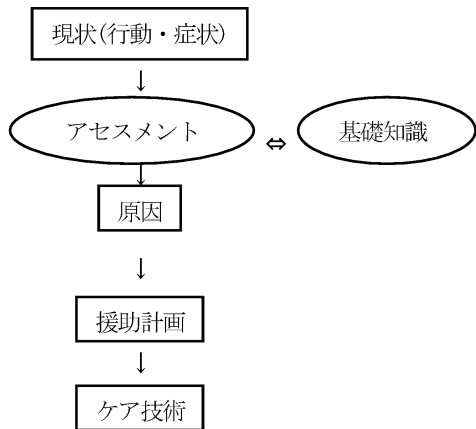 現状(行動・症状)
↓
アセスメント ⇔ 基礎知識
↓
原因
↓
援助計画
↓
ケア技術